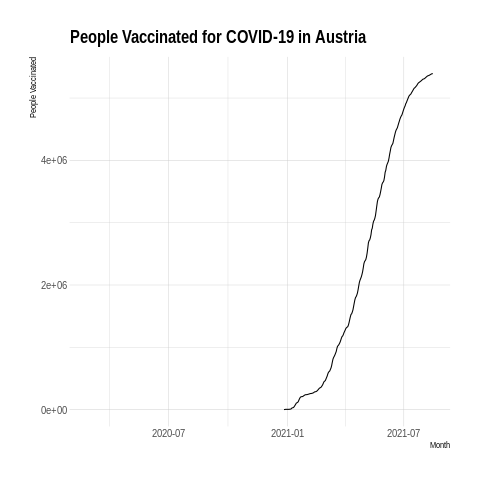 People Vaccinated for COVID-19 in Austria
People Vaccinated
4e+06
2e+06
0e+00
2020-07 2021-01 2021-07
Month